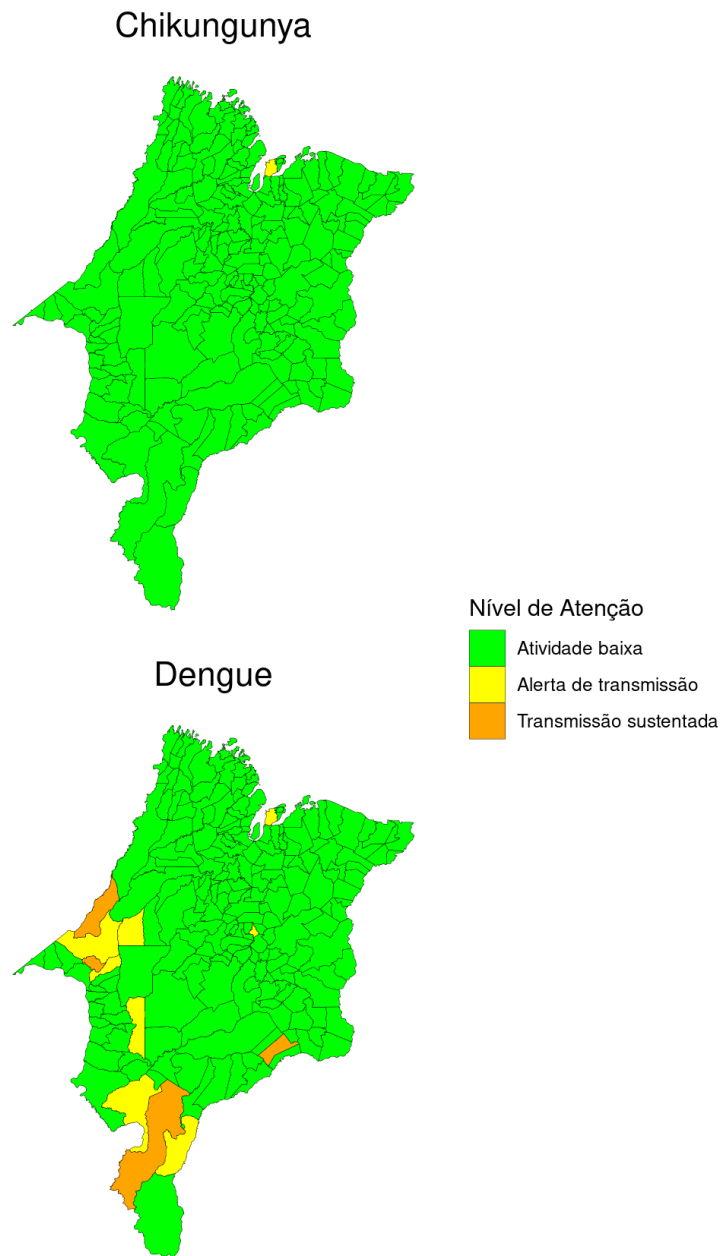 Chikungunya
Nível de Atenção
Atividade baixa
Alerta de transmissão
Transmissão sustentada
Dengue